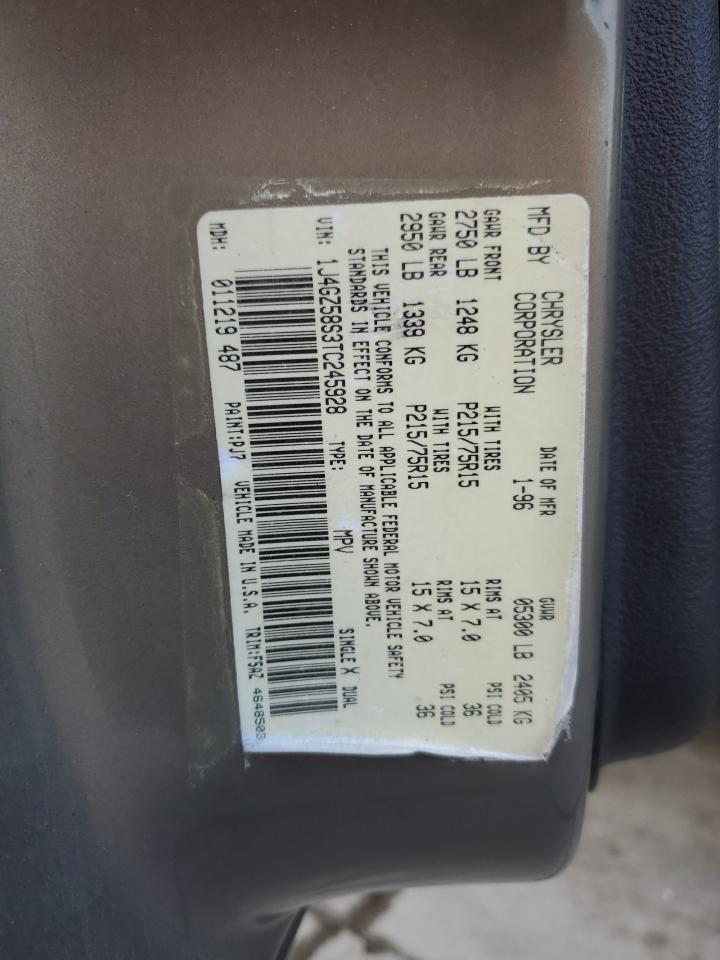 MFD BY CHRYSLER CORPORATION
DATE OF MFR 1-96
GVWR 05300 LB 2405 KG
GAWR FRONT WITH TIRES RIMS AT PSI COLD
2750 LB 1248 KG P215/75R15 15 X 7.0 36
GAWR REAR WITH TIRES RIMS AT PSI COLD
2950 LB 1339 KG P215/75R15 15 X 7.0 36
THIS VEHICLE CONFORMS TO ALL APPLICABLE FEDERAL MOTOR VEHICLE SAFETY
STANDARDS IN EFFECT ON THE DATE OF MANUFACTURE SHOWN ABOVE.
VIN: 1J4GZ58S3TC245928 TYPE: MPV SINGLE X DUAL
MDH: 011219 487 PAINT:PJ7 VEHICLE MADE IN U.S.A. TRIM:F5AZ 4648503